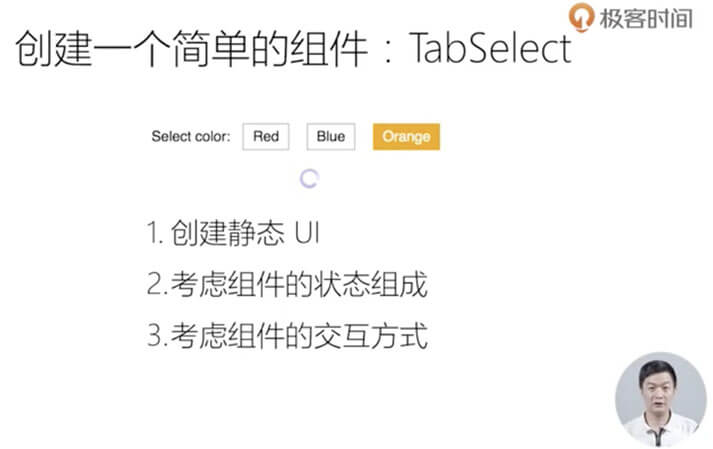 极客时间
创建一个简单的组件：TabSelect
Select color: Red Blue Orange
1. 创建静态 UI
2.考虑组件的状态组成
3.考虑组件的交互方式